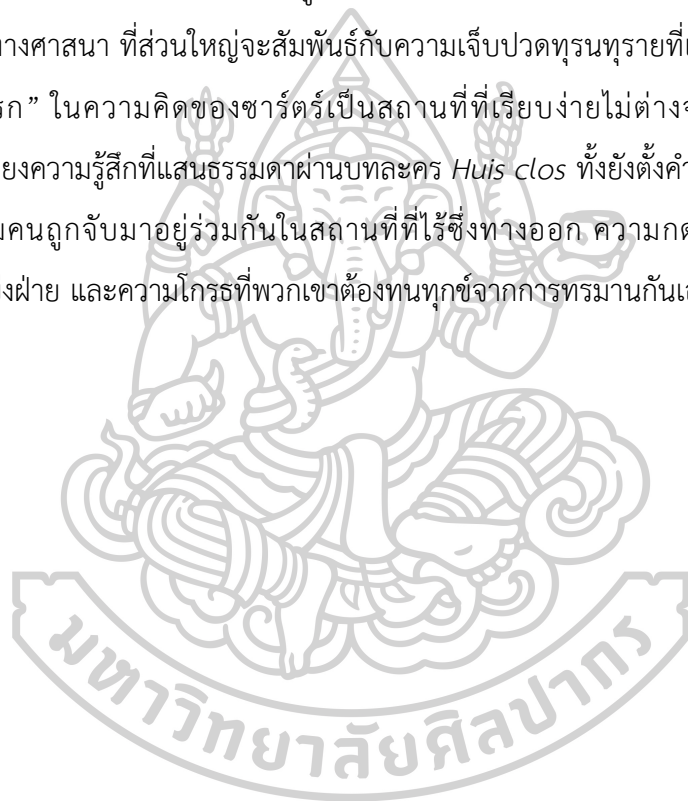 างศาสนา ที่ส่วนใหญ่จะสัมพันธ์กับความเจ็บปวดทุรนทุรายที่
รก” ในความคิดของซาร์ตร์เป็นสถานที่ที่เรียบง่ายไม่ต่าง
ยงความรู้สึกที่แสนธรรมดาผ่านบทละคร Huis clos ทั้งยังตั้งคำ
มคนถูกจับมาอยู่ร่วมกันในสถานที่ที่ไร้ซึ่งทางออก ความกด
ฝ่าย และความโกรธที่พวกเขาต้องทนทุกข์จากการทรมานกัน
มหาวิทยาลัยศิลปากร